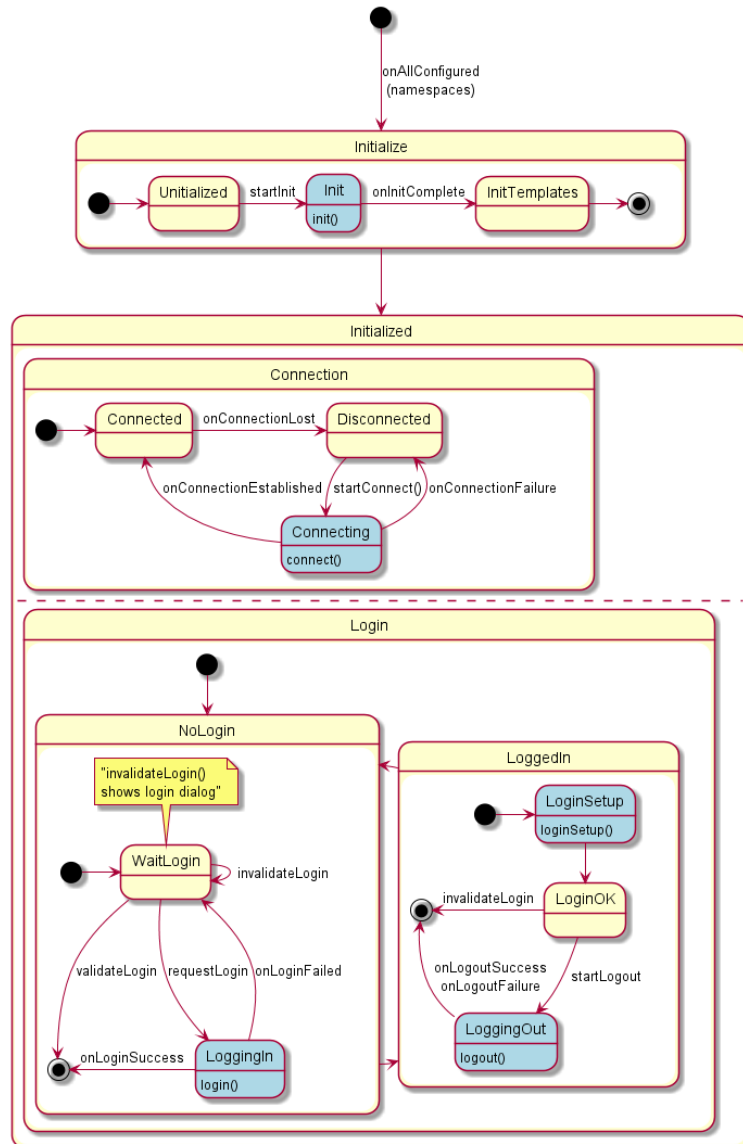 onAllConfigured
(namespaces)
Initialize
Unitialized
startInit
Init
init()
onInitComplete
InitTemplates
Initialized
Connection
Connected
onConnectionLost
Disconnected
onConnectionEstablished
startConnect()
onConnectionFailure
Connecting
connect()
Login
NoLogin
"invalidateLogin()
shows login dialog"
WaitLogin
invalidateLogin
validateLogin
requestLogin
onLoginFailed
onLoginSuccess
LoggingIn
login()
LoggedIn
LoginSetup
loginSetup()
invalidateLogin
LoginOK
onLogoutSuccess
onLogoutFailure
startLogout
LoggingOut
logout()